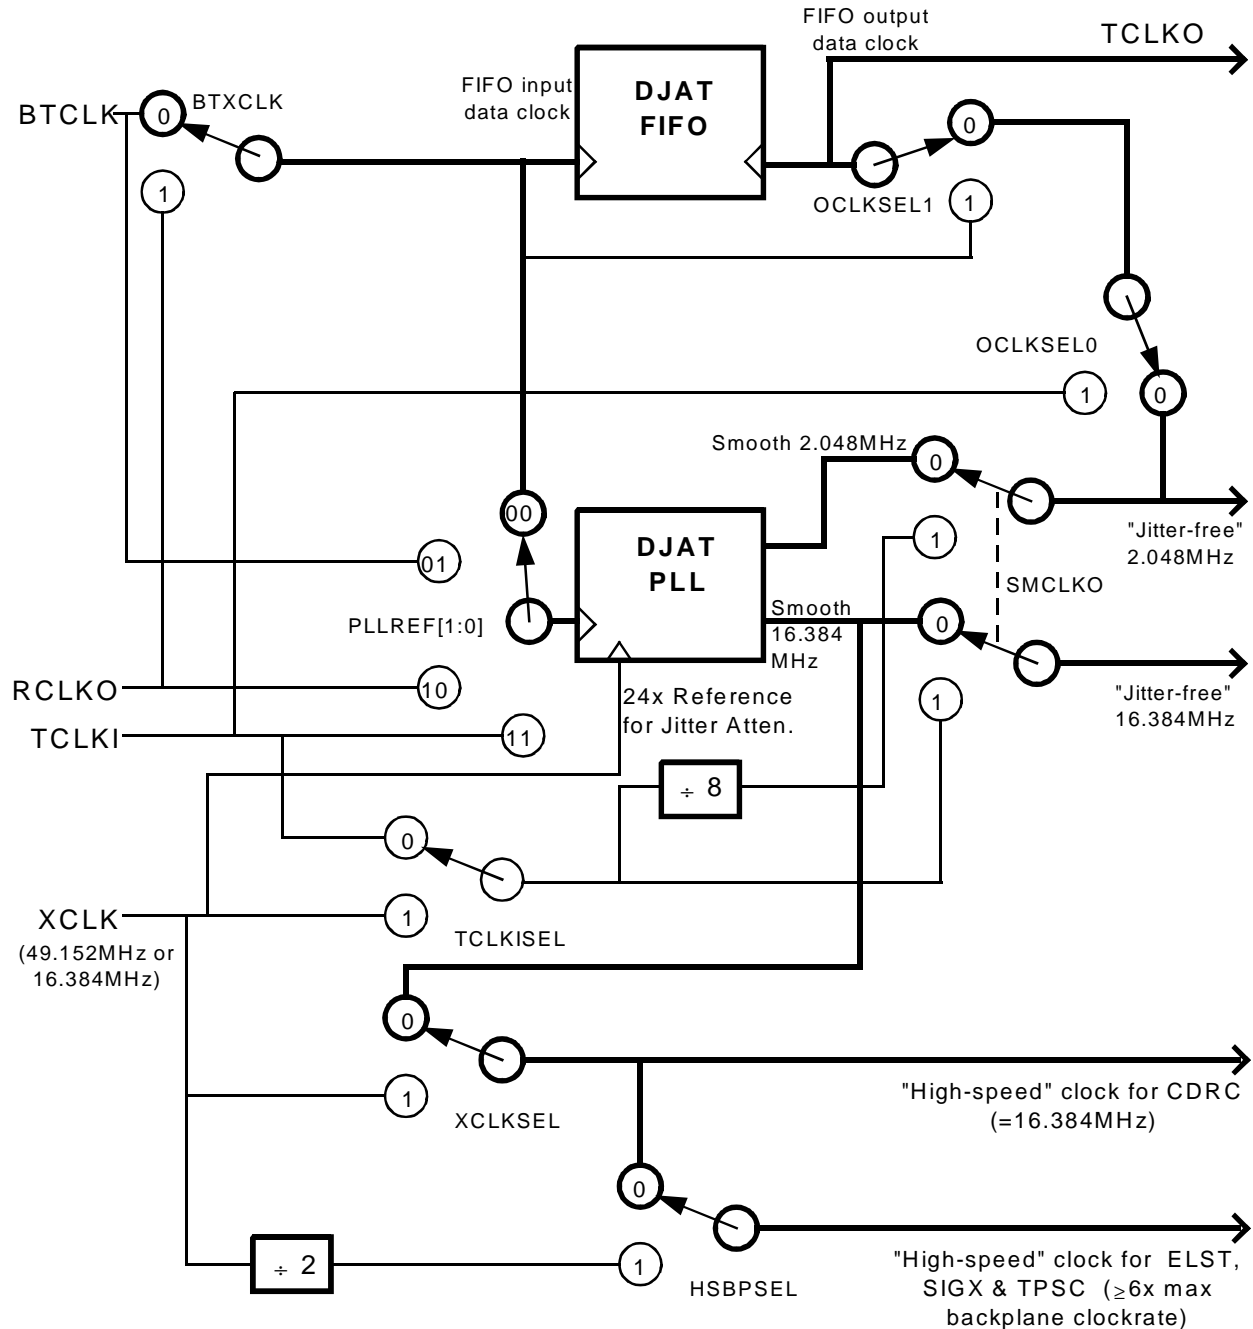 FIFO output
data clock
TCLKO
FIFO input
data clock
DJAT
FIFO
BTCLK
0
BTXCLK
0
1
OCLKSEL1
1
OCLKSEL0
1
0
Smooth 2.048MHz
0
00
"Jitter-free"
2.048MHz
01
DJAT
PLL
1
SMCLKO
PLLREF[1:0]
Smooth
16.384
MHz
0
RCLKO
10
24x Reference
for Jitter Atten.
1
"Jitter-free"
16.384MHz
TCLKI
11
÷ 8
0
XCLK
(49.152MHz or
16.384MHz)
1
TCLKISEL
0
1
XCLKSEL
"High-speed" clock for CDRC
(=16.384MHz)
0
÷ 2
1
HSBPSEL
"High-speed" clock for ELST,
SIGX & TPSC (≥6x max
backplane clockrate)